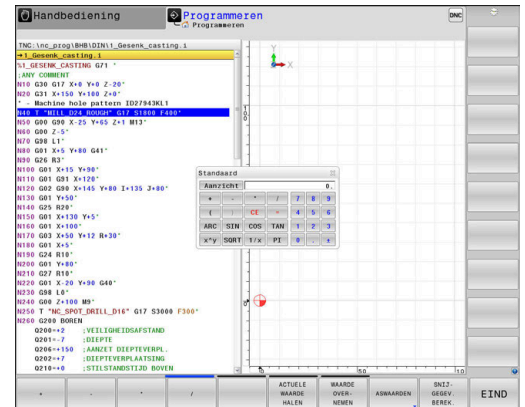 Handbediening
Programmeren
Programmeren
DNC
TNC:\nc_prog\BHB\DIN\1_Gesenk_casting.i
→1_Gesenk_casting.i
%1_GESENK_CASTING G71 *
;ANY COMMENT
N10 G30 G17 X+0 Y+0 Z-20*
N20 G31 X+150 Y+100 Z+0*
* - Machine hole pattern ID27943KL1
N40 T "MILL_D24_ROUGH" G17 S1800 F400*
N50 G00 G90 X-25 Y+65 Z+1 M13*
N60 G00 Z-5*
N70 G98 L1*
N80 G01 X+5 Y+80 G41*
N90 G26 R3*
N100 G01 X+15 Y+90*
N110 G01 G91 X+120*
N120 G02 G90 X+145 Y+80 I+135 J+80*
N130 G01 Y+50*
N140 G25 R20*
N150 G01 X+130 Y+5*
N160 G01 X+100*
N170 G03 X+50 Y+12 R+30*
N180 G01 X+5*
N190 G24 R10*
N200 G01 Y+80*
N210 G27 R10*
N220 G01 X-20 Y+90 G40*
N230 G98 L0*
N240 G00 Z+100 M9*
N250 T "NC_SPOT_DRILL_D16" G17 S3000 F300*
N260 G200 BOREN
Q200=+2 ;VEILIGHEIDSAFSTAND
Q201=-7 ;DIEPTE
Q206=+150 ;AANZET DIEPTEVERPL.
Q202=+7 ;DIEPTEVERPLAATSING
Q210=+0 ;STILSTANDSTIJD BOVEN
Y
X
Standaard
Aanzicht 0.
+ - * / 7 8 9
( ) CE = 4 5 6
ARC SIN COS TAN 1 2 3
x^y SQRT 1/x PI 0 . ±
0 50 10
+ - * /
ACTUELE WAARDE HALEN
WAARDE OVER- NEMEN
ASWAARDEN
SNIJ- GEGEV. BEREK.
EIND